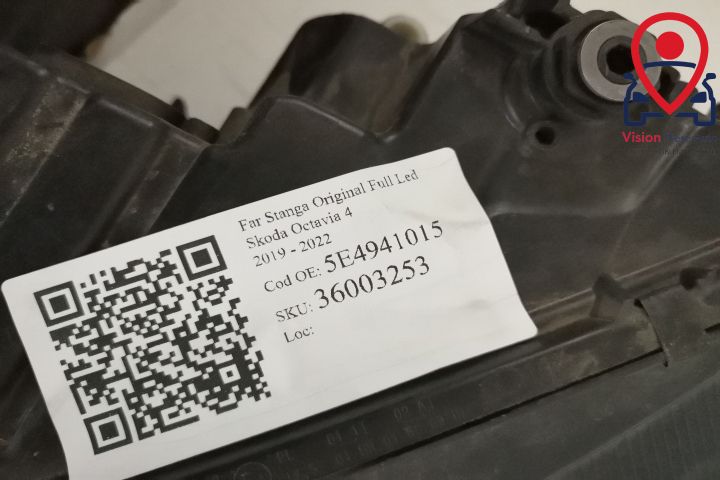 Far Stanga Original Full Led
Skoda Octavia 4
2019 - 2022
Cod OE: 5E4941015
SKU: 36003253
Loc:
Vision